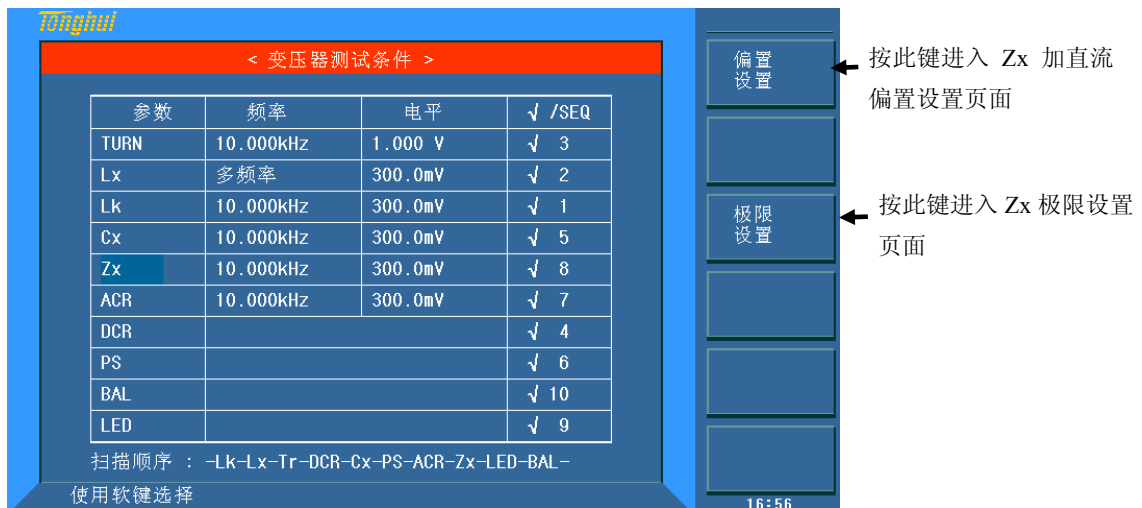 Tonghui
< 变压器测试条件 >
参数 频率 电平 √ /SEQ
TURN 10.000kHz 1.000 V √ 3
Lx 多频率 300.0mV √ 2
Lk 10.000kHz 300.0mV √ 1
Cx 10.000kHz 300.0mV √ 5
Zx 10.000kHz 300.0mV √ 8
ACR 10.000kHz 300.0mV √ 7
DCR √ 4
PS √ 6
BAL √ 10
LED √ 9
扫描顺序 : -Lk-Lx-Tr-DCR-Cx-PS-ACR-Zx-LED-BAL-
使用软键选择
偏置
设置
极限
设置
16:56
按此键进入 Zx 加直流
偏置设置页面
按此键进入 Zx 极限设置
页面